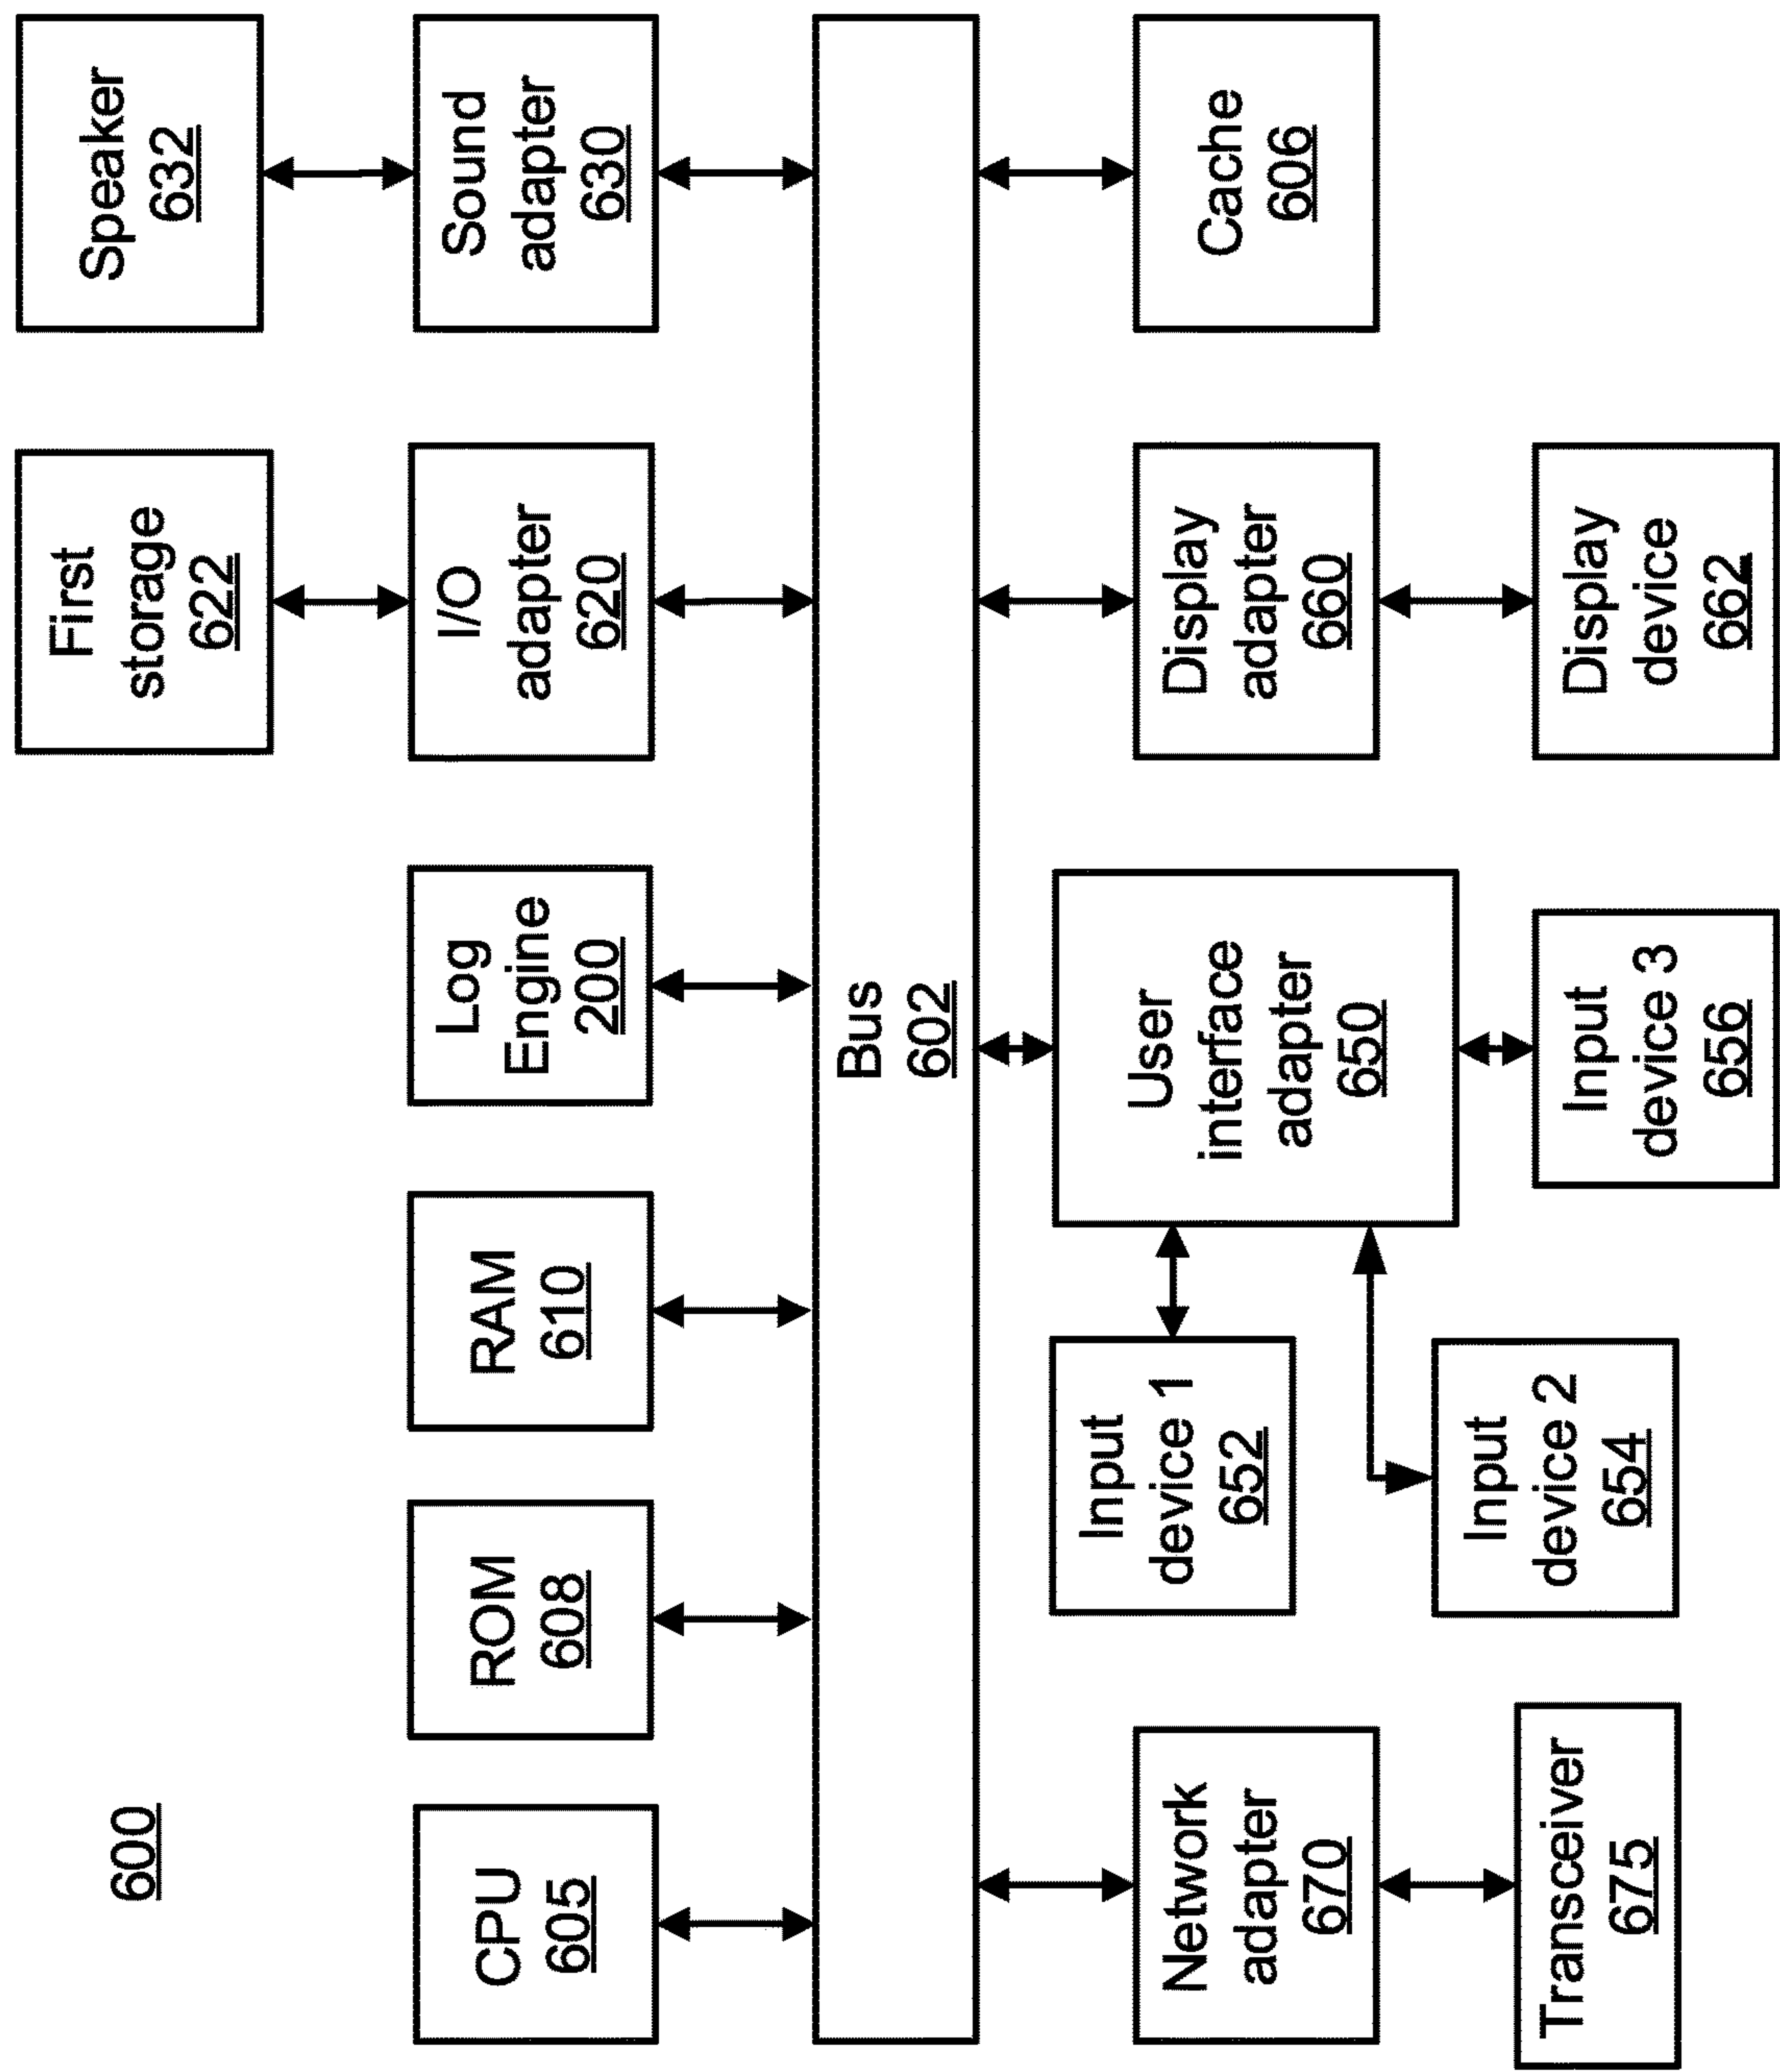 600
Speaker
632
First
storage
622
CPU
605
ROM
608
RAM
610
Log
Engine
200
I/O
adapter
620
Sound
adapter
630
Bus
602
Network
adapter
670
Transceiver
675
Input
device 1
652
Input
device 2
654
User
interface
adapter
650
Input
device 3
656
Display
adapter
660
Display
device
662
Cache
606